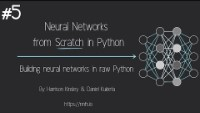 #5
Neural Networks
from Scratch in Python
Building neural networks in raw Python
By Harrison Kinsley & Daniel Kukieła
https://nnfs.io